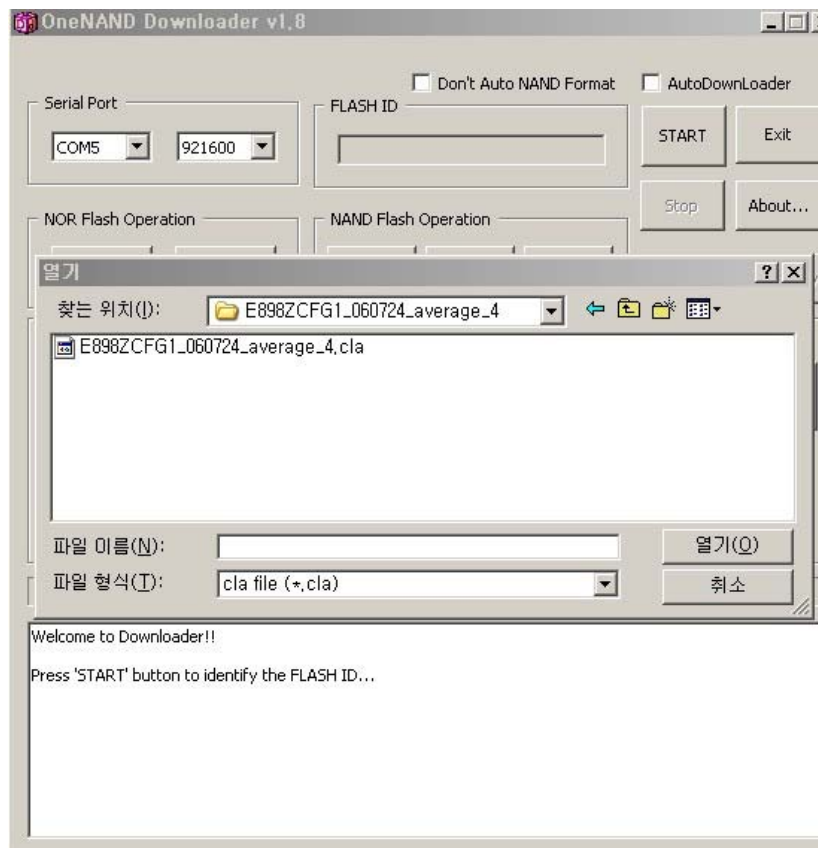 OneNAND Downloader v1.8
Don't Auto NAND Format
AutoDownLoader
Serial Port
COM5
921600
FLASH ID
START
Exit
Stop
About...
NOR Flash Operation
NAND Flash Operation
열기
찾는 위치(I):
E898ZCFG1_060724_average_4
E898ZCFG1_060724_average_4.cla
파일 이름(N):
열기(O)
파일 형식(T):
cla file (*.cla)
취소
Welcome to Downloader!!
Press 'START' button to identify the FLASH ID...